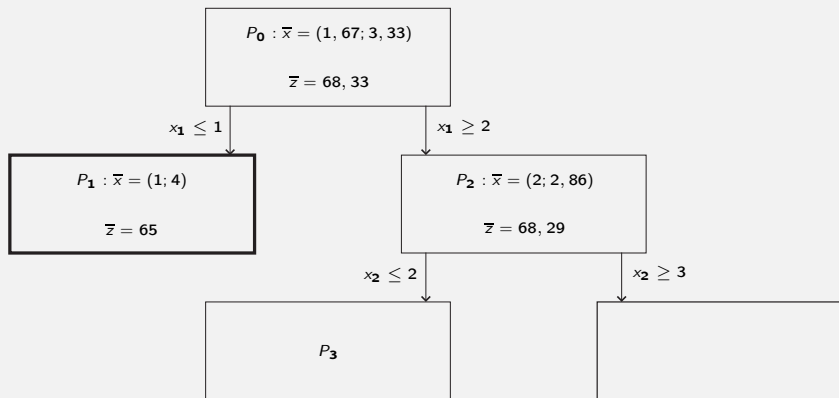 P₀ : x̄ = (1, 67; 3, 33)
z̄ = 68, 33
x₁ ≤ 1
x₁ ≥ 2
P₁ : x̄ = (1; 4)
z̄ = 65
P₂ : x̄ = (2; 2, 86)
z̄ = 68, 29
x₂ ≤ 2
x₂ ≥ 3
P₃